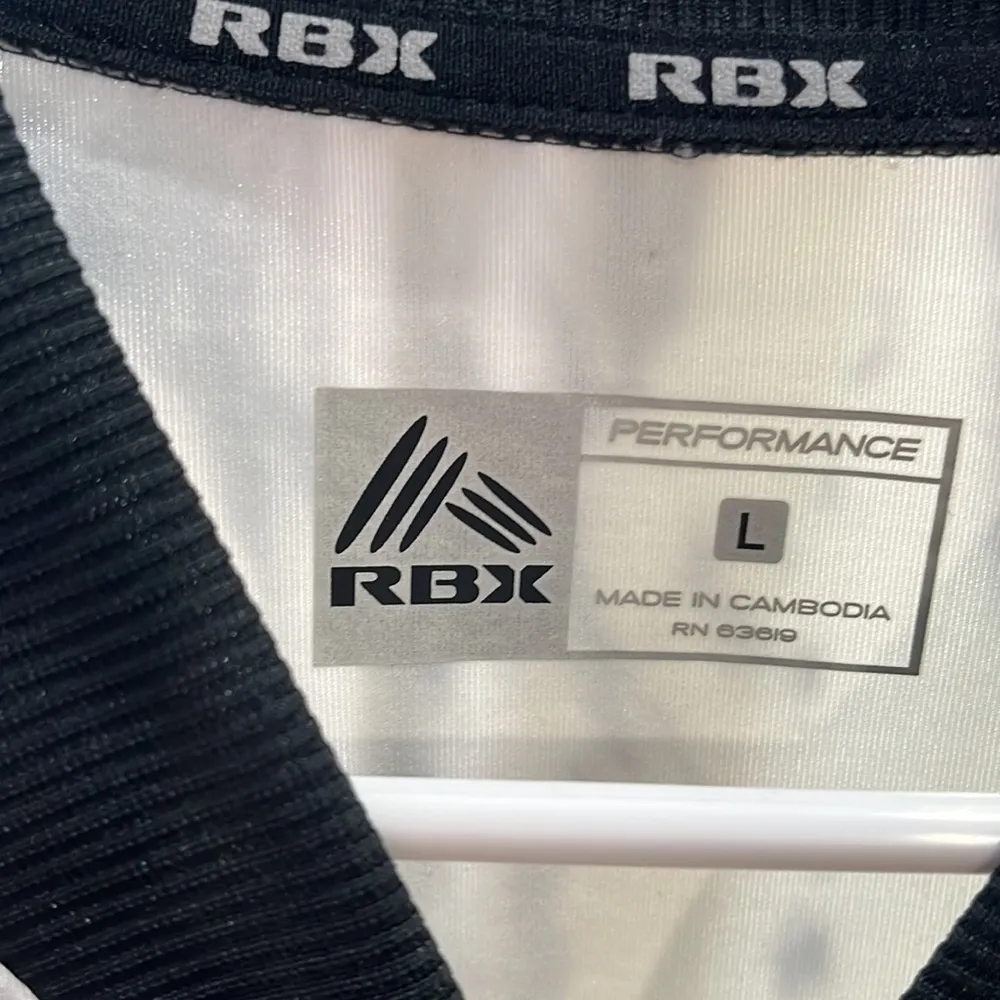 RBX RBX
RBX
PERFORMANCE
L
MADE IN CAMBODIA
RN 63619